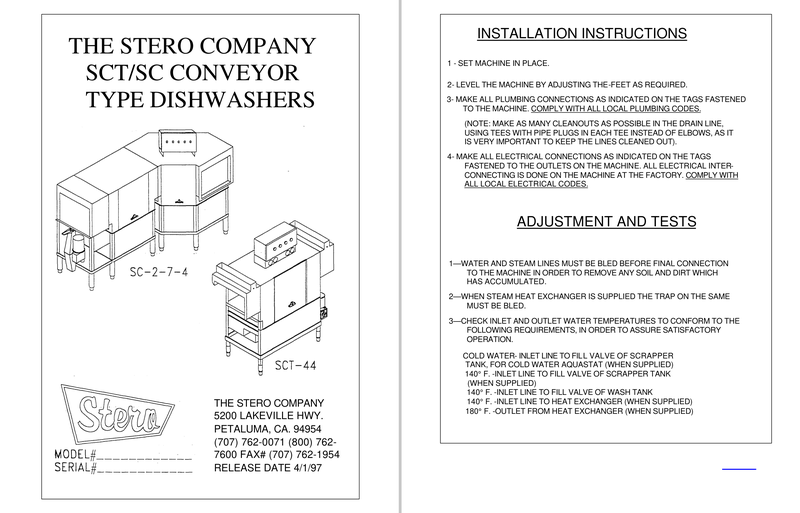 THE STERO COMPANY
SCT/SC CONVEYOR
TYPE DISHWASHERS
SC-2-7-4
SCT-44
Stero
MODEL#
SERIAL#
THE STERO COMPANY
5200 LAKEVILLE HWY.
PETALUMA, CA. 94954
(707) 762-0071 (800) 762-
7600 FAX# (707) 762-1954
RELEASE DATE 4/1/97
INSTALLATION INSTRUCTIONS
1 - SET MACHINE IN PLACE.
2- LEVEL THE MACHINE BY ADJUSTING THE-FEET AS REQUIRED.
3- MAKE ALL PLUMBING CONNECTIONS AS INDICATED ON THE TAGS FASTENED
TO THE MACHINE. COMPLY WITH ALL LOCAL PLUMBING CODES.
(NOTE: MAKE AS MANY CLEANOUTS AS POSSIBLE IN THE DRAIN LINE,
USING TEES WITH PIPE PLUGS IN EACH TEE INSTEAD OF ELBOWS, AS IT
IS VERY IMPORTANT TO KEEP THE LINES CLEANED OUT).
4- MAKE ALL ELECTRICAL CONNECTIONS AS INDICATED ON THE TAGS
FASTENED TO THE OUTLETS ON THE MACHINE. ALL ELECTRICAL INTER-
CONNECTING IS DONE ON THE MACHINE AT THE FACTORY. COMPLY WITH
ALL LOCAL ELECTRICAL CODES.
ADJUSTMENT AND TESTS
1—WATER AND STEAM LINES MUST BE BLED BEFORE FINAL CONNECTION
TO THE MACHINE IN ORDER TO REMOVE ANY SOIL AND DIRT WHICH
HAS ACCUMULATED.
2—WHEN STEAM HEAT EXCHANGER IS SUPPLIED THE TRAP ON THE SAME
MUST BE BLED.
3—CHECK INLET AND OUTLET WATER TEMPERATURES TO CONFORM TO THE
FOLLOWING REQUIREMENTS, IN ORDER TO ASSURE SATISFACTORY
OPERATION.
COLD WATER- INLET LINE TO FILL VALVE OF SCRAPPER
TANK, FOR COLD WATER AQUASTAT (WHEN SUPPLIED)
140° F. -INLET LINE TO FILL VALVE OF SCRAPPER TANK
(WHEN SUPPLIED)
140° F. -INLET LINE TO FILL VALVE OF WASH TANK
140° F. -INLET LINE TO HEAT EXCHANGER (WHEN SUPPLIED)
180° F. -OUTLET FROM HEAT EXCHANGER (WHEN SUPPLIED)